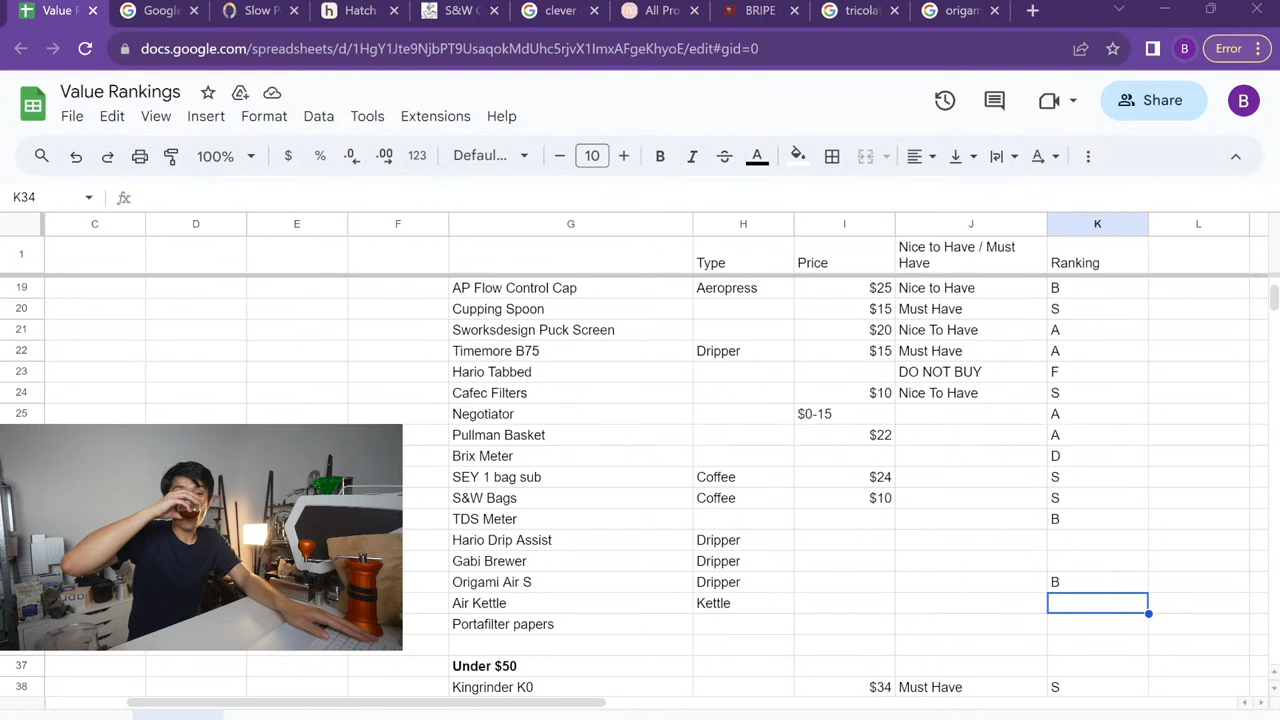 Value Ran
Google
Slow P
Hatch
S&W C
clever
All Pro
BRIPE
tricolat
origam
docs.google.com/spreadsheets/d/1HgY1Jte9NjbPT9UsaqokMdUhc5rjvX1ImxAFgeKhyoE/edit#gid=0
B
Error
Value Rankings
File Edit View Insert Format Data Tools Extensions Help
Share
B
100% $ % .0 .00 123 Defaul... 10 B I A
K34 fx
C D E F G H I J K L
1 Type Price Nice to Have / Must Have Ranking
19 AP Flow Control Cap Aeropress $25 Nice to Have B
20 Cupping Spoon $15 Must Have S
21 Sworksdesign Puck Screen $20 Nice To Have A
22 Timemore B75 Dripper $15 Must Have A
23 Hario Tabbed DO NOT BUY F
24 Cafec Filters $10 Nice To Have S
25 Negotiator $0-15 A
Pullman Basket $22 A
Brix Meter D
SEY 1 bag sub Coffee $24 S
S&W Bags Coffee $10 S
TDS Meter B
Hario Drip Assist Dripper
Gabi Brewer Dripper
Origami Air S Dripper B
Air Kettle Kettle
Portafilter papers
37 Under $50
38 Kingrinder K0 $34 Must Have S